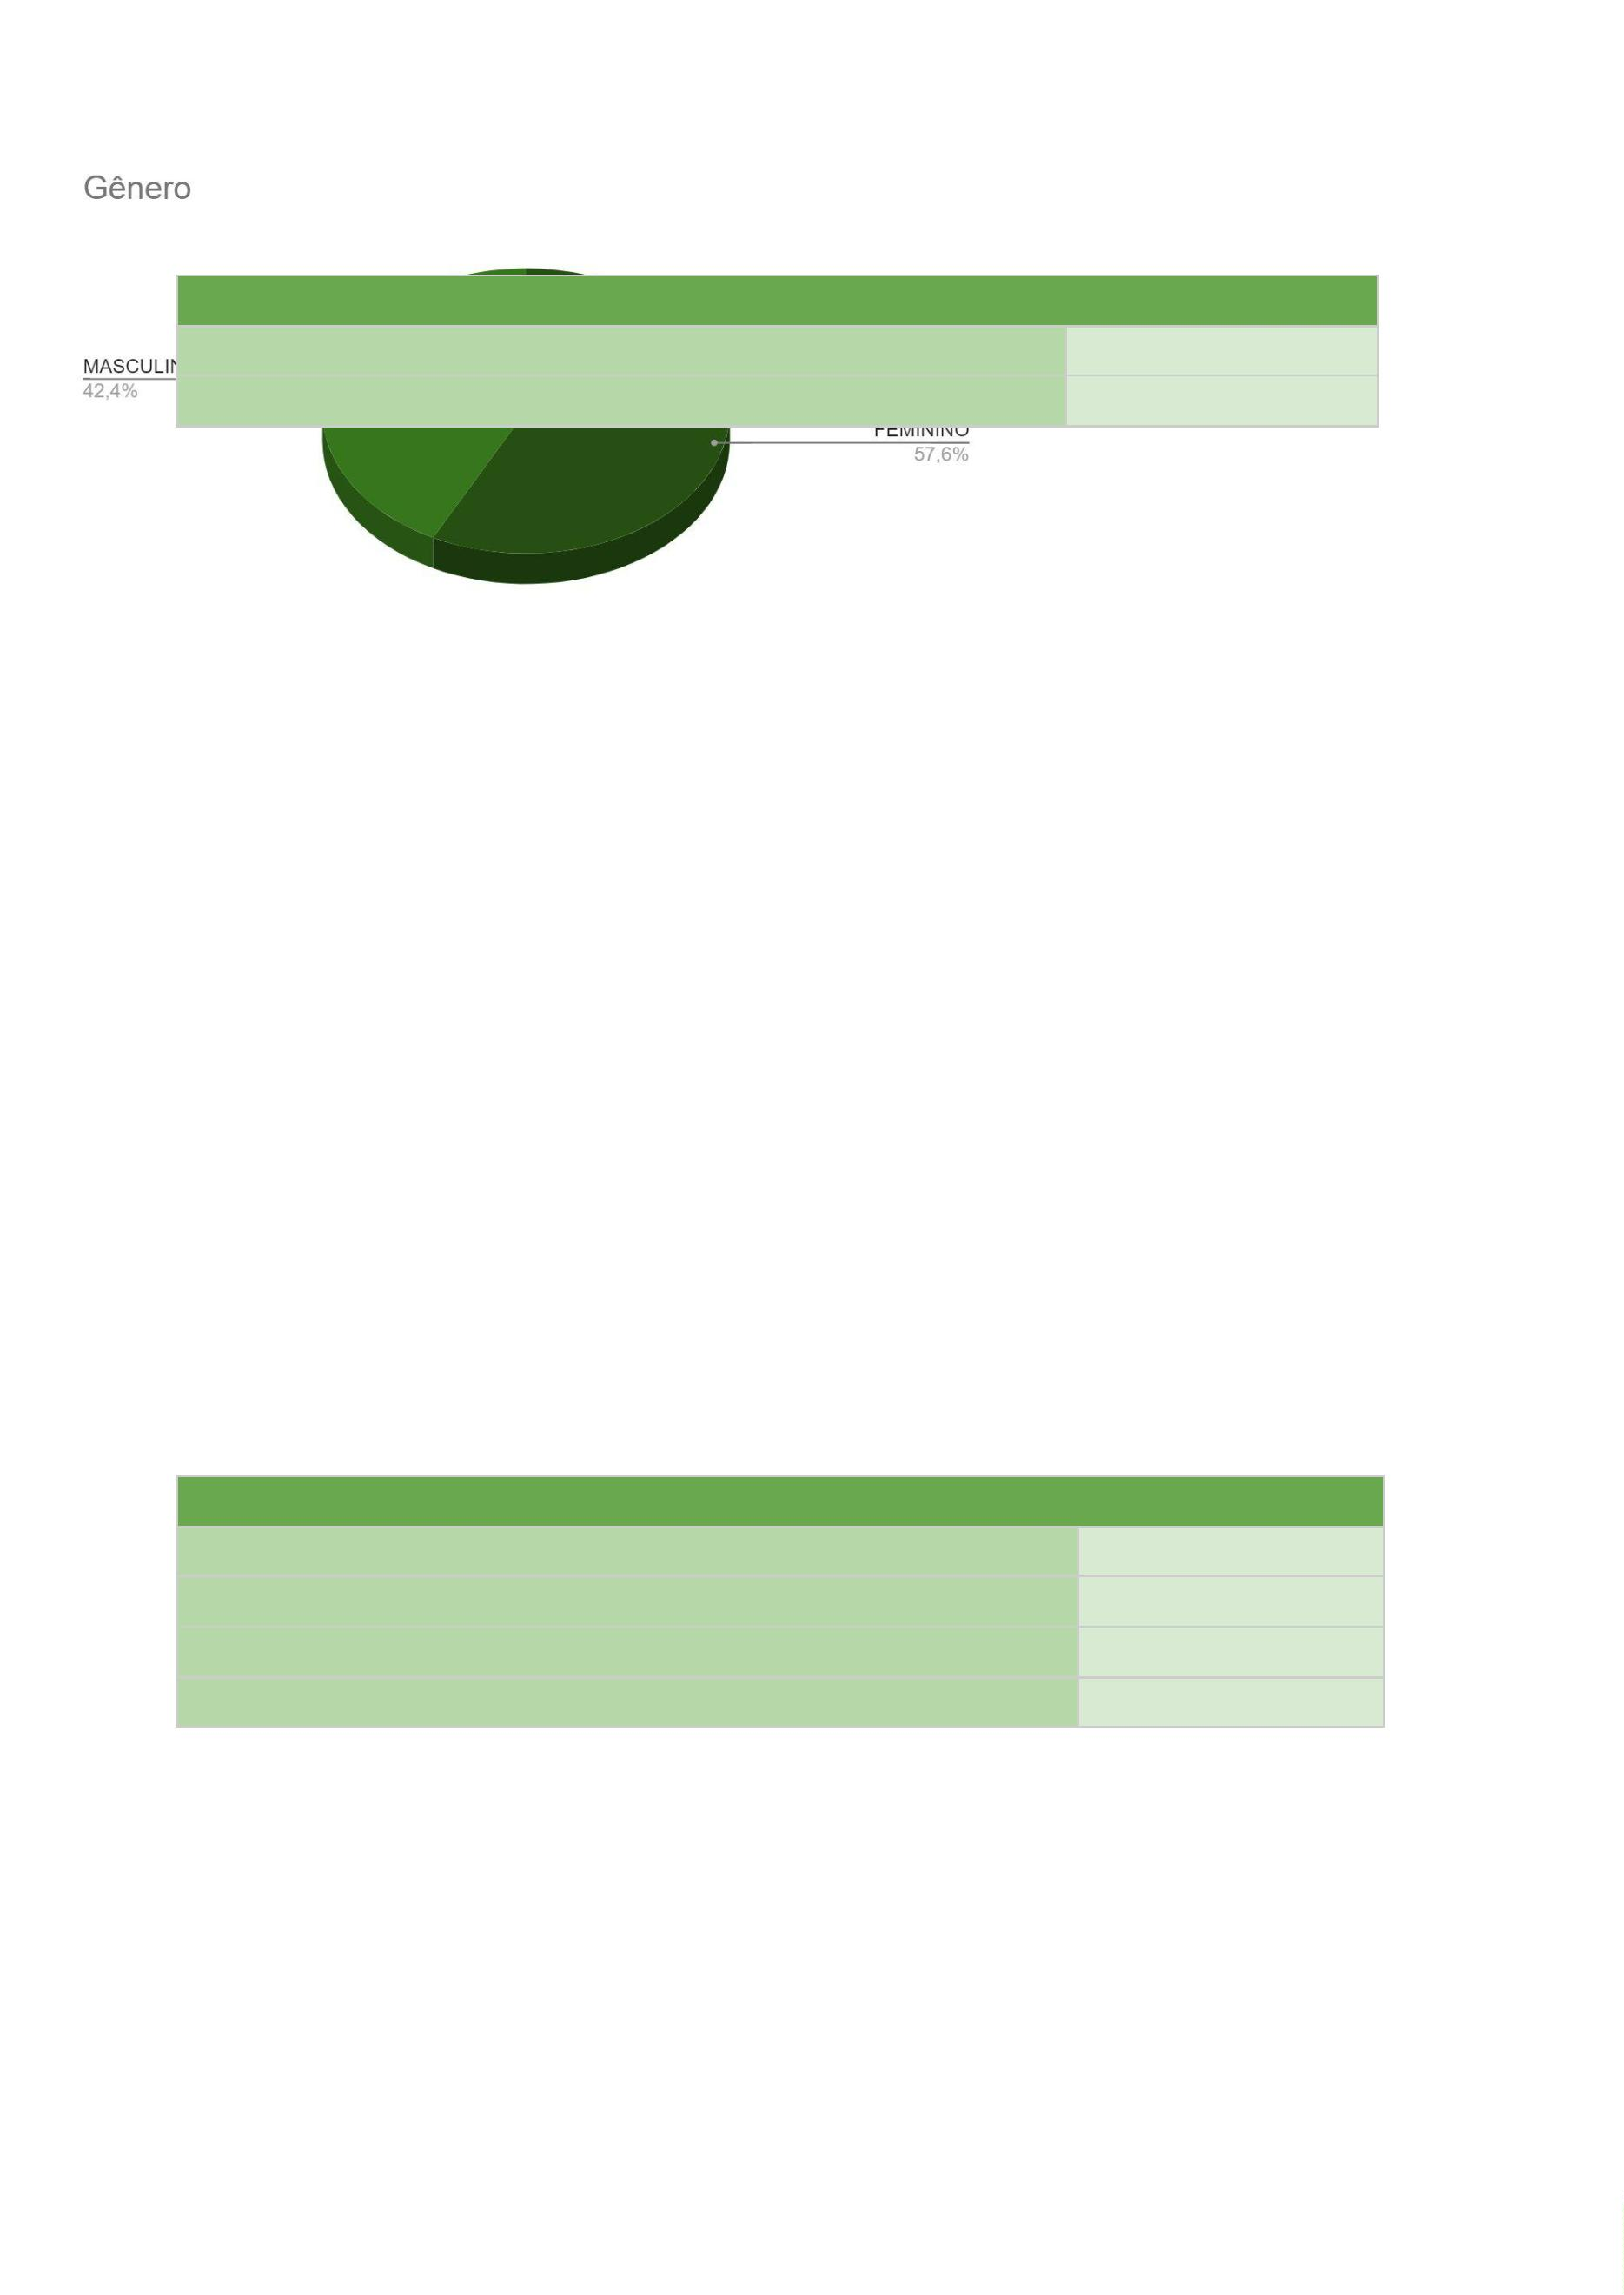 Gênero
MASCULIN
42,4%
FEMININO
57,6%